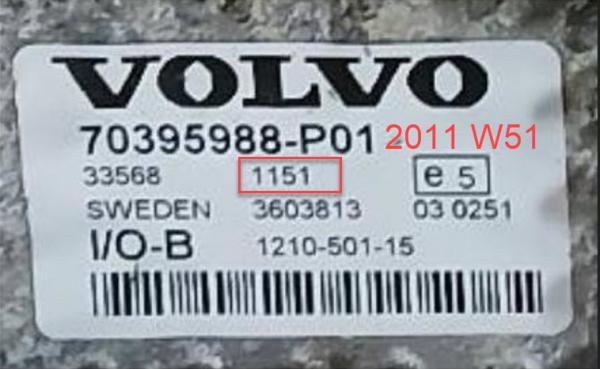 VOLVO
70395988-P01 2011 W51
33568 1151 e 5
SWEDEN 3603813 03 0251
I/O-B 1210-501-15